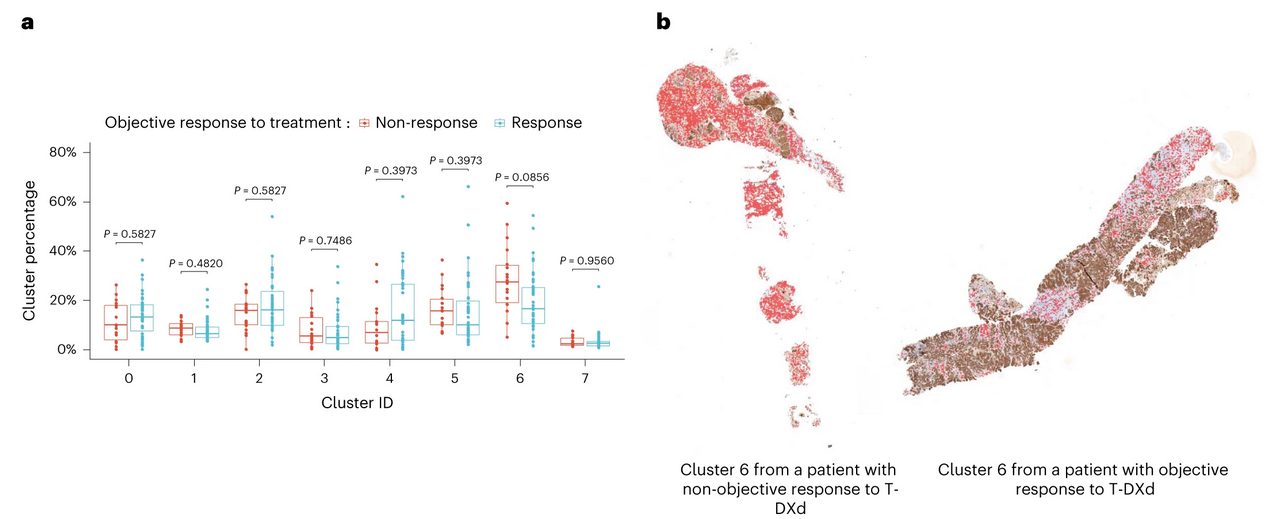 a
b
Objective response to treatment : Non-response Response
Cluster percentage
80%
60%
40%
20%
0%
P = 0.5827
P = 0.4820
P = 0.5827
P = 0.7486
P = 0.3973
P = 0.3973
P = 0.0856
P = 0.9560
0 1 2 3 4 5 6 7
Cluster ID
Cluster 6 from a patient with
non-objective response to T-
DXd
Cluster 6 from a patient with objective
response to T-DXd